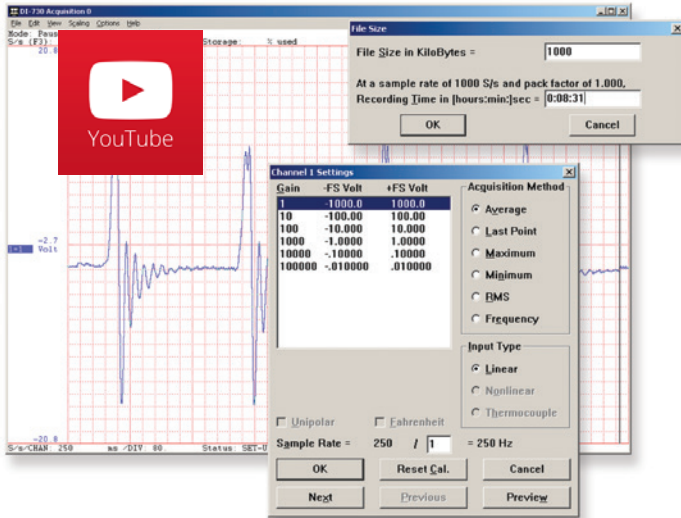 DI-730 Acquisition D
File Edit View Scaling Options Help
Mode: Paus
S/s (F3): Storage: % used
20.8
YouTube
-2.7
Volt
1=1
-20.8
S/s/CHAN: 250 ms /DIV: 80. Status: SET-U
File Size
File Size in KiloBytes = 1000
At a sample rate of 1000 S/s and pack factor of 1.000,
Recording Time in [hours:min:]sec = 0:08:31
OK Cancel
Channel 1 Settings
Gain -FS Volt +FS Volt
1 -1000.0 1000.0
10 -100.00 100.00
100 -10.000 10.000
1000 -1.0000 1.0000
10000 -.10000 .10000
100000 -.010000 .010000
Acquisition Method
Average
Last Point
Maximum
Minimum
RMS
Frequency
Input Type
Linear
Nonlinear
Thermocouple
Unipolar Fahrenheit
Sample Rate = 250 / 1 = 250 Hz
OK Reset Cal. Cancel
Next Previous Preview